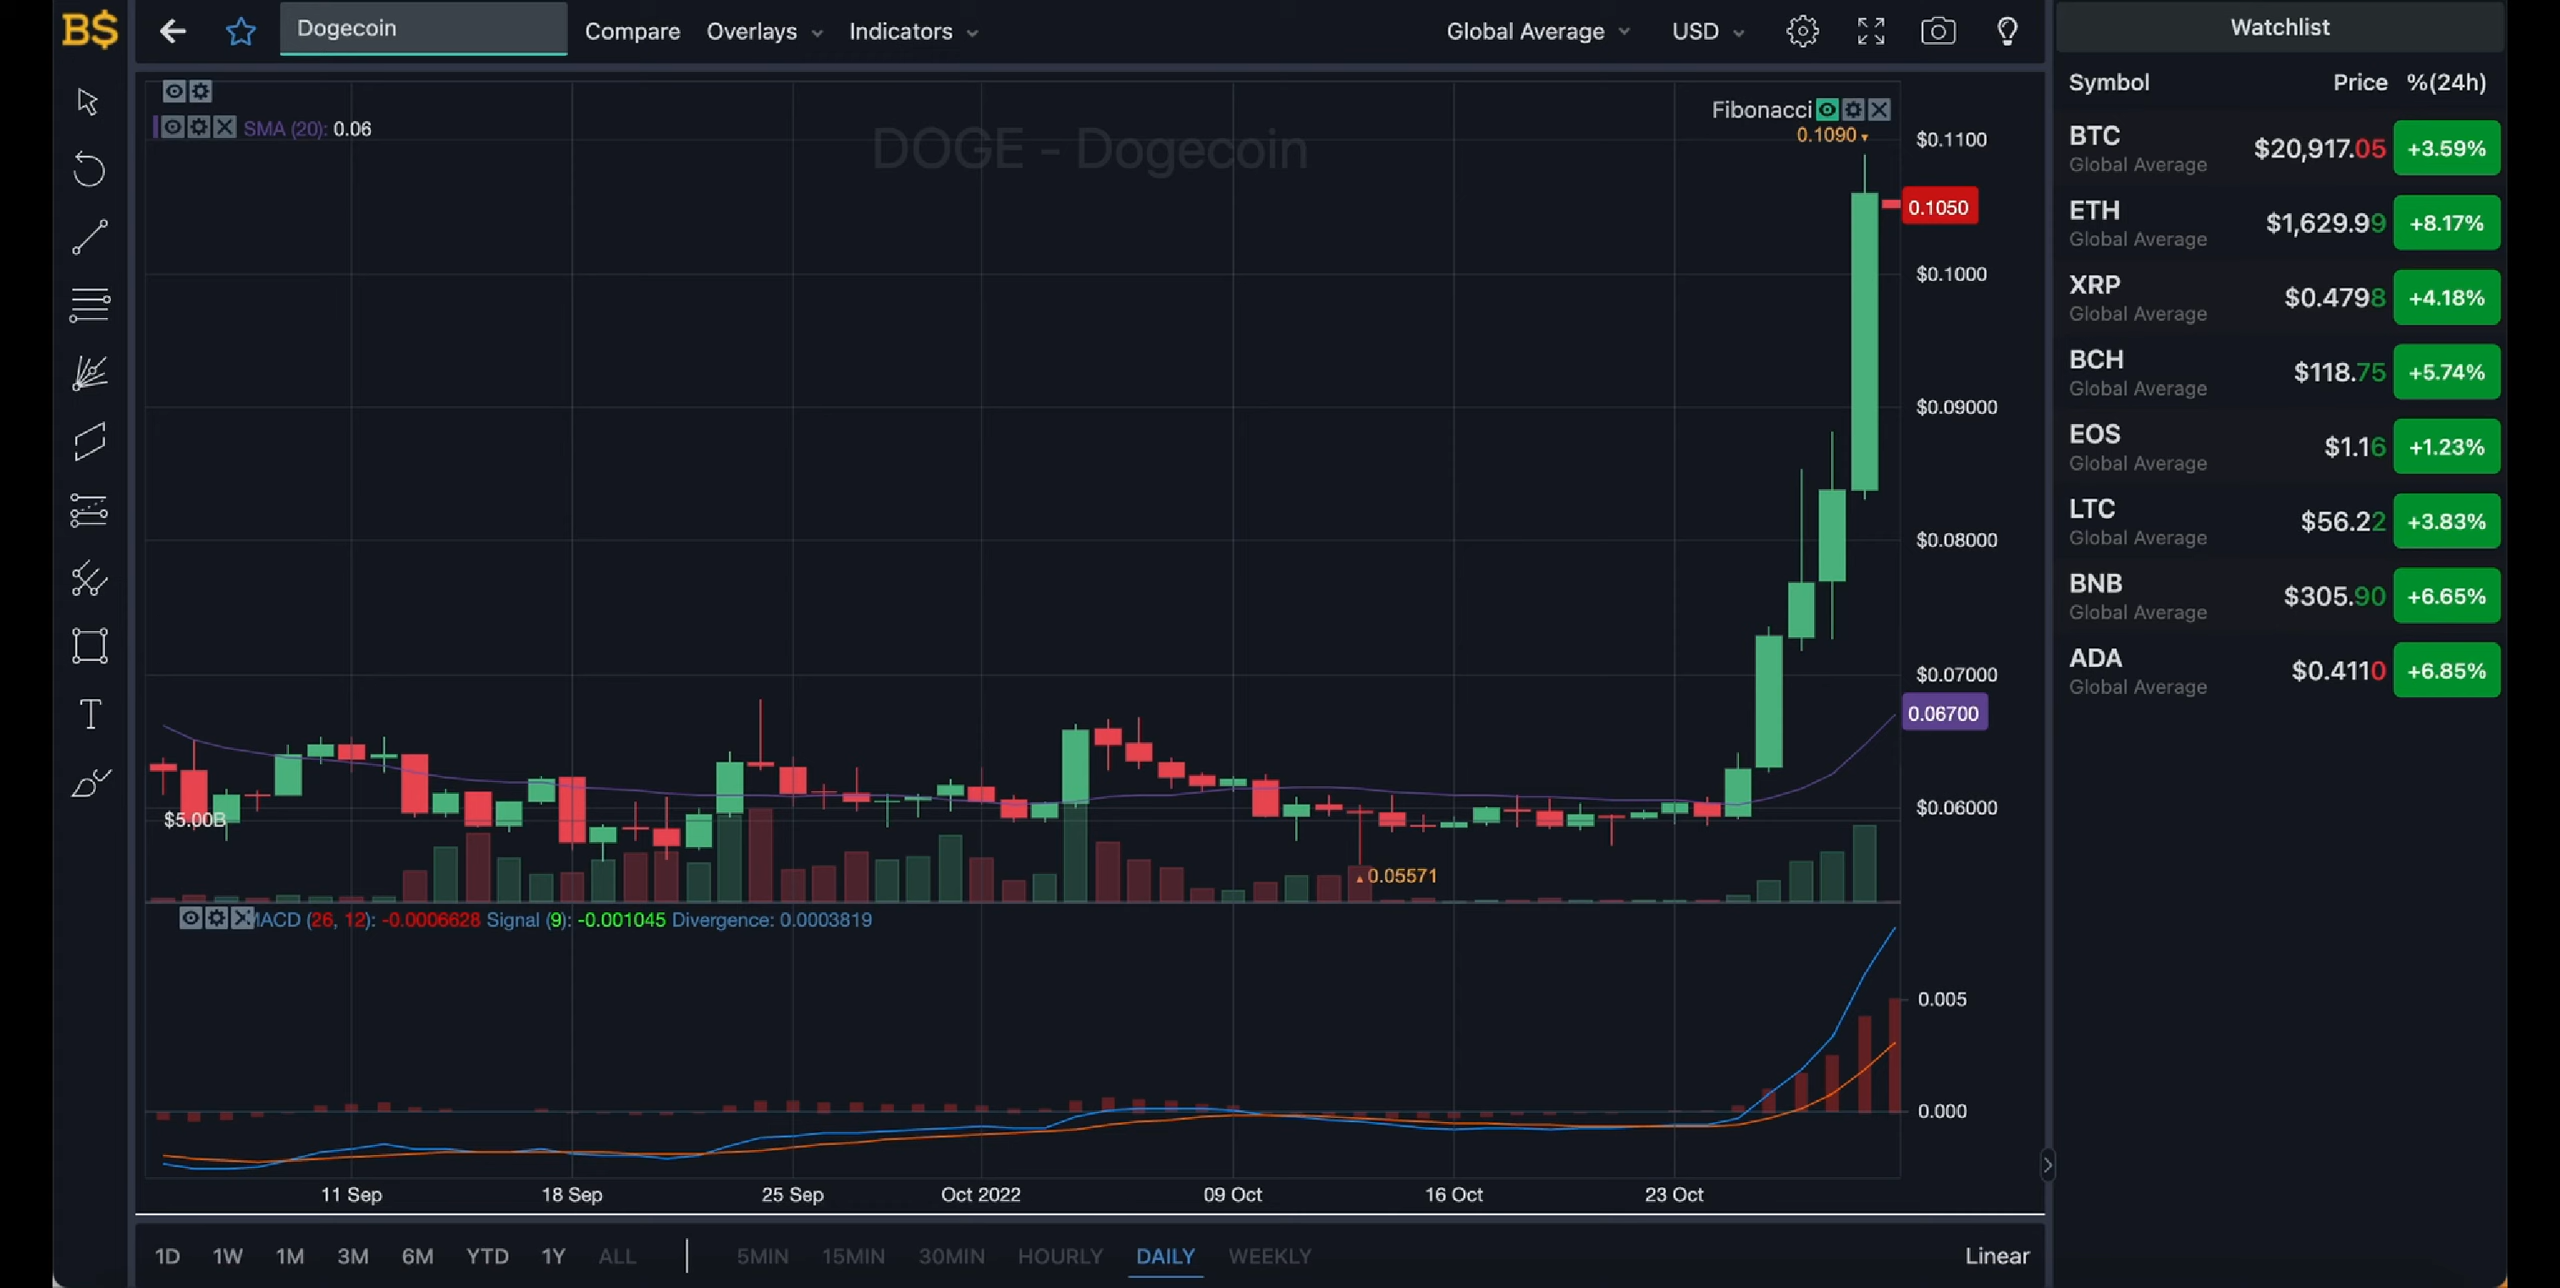 B$
Dogecoin
Compare
Overlays
Indicators
Global Average
USD
SMA (20): 0.06
DOGE - Dogecoin
Fibonacci
0.1090
$0.1100
0.1050
$0.1000
$0.09000
$0.08000
$0.07000
0.06700
$0.06000
$5.00B
0.05571
MACD (26, 12): -0.0006628 Signal (9): -0.001045 Divergence: 0.0003819
0.005
0.000
11 Sep 18 Sep 25 Sep Oct 2022 09 Oct 16 Oct 23 Oct
1D 1W 1M 3M 6M YTD 1Y ALL 5MIN 15MIN 30MIN HOURLY DAILY WEEKLY Linear
Watchlist
Symbol Price %(24h)
BTC $20,917.05 +3.59%
Global Average
ETH $1,629.99 +8.17%
Global Average
XRP $0.4798 +4.18%
Global Average
BCH $118.75 +5.74%
Global Average
EOS $1.16 +1.23%
Global Average
LTC $56.22 +3.83%
Global Average
BNB $305.90 +6.65%
Global Average
ADA $0.4110 +6.85%
Global Average